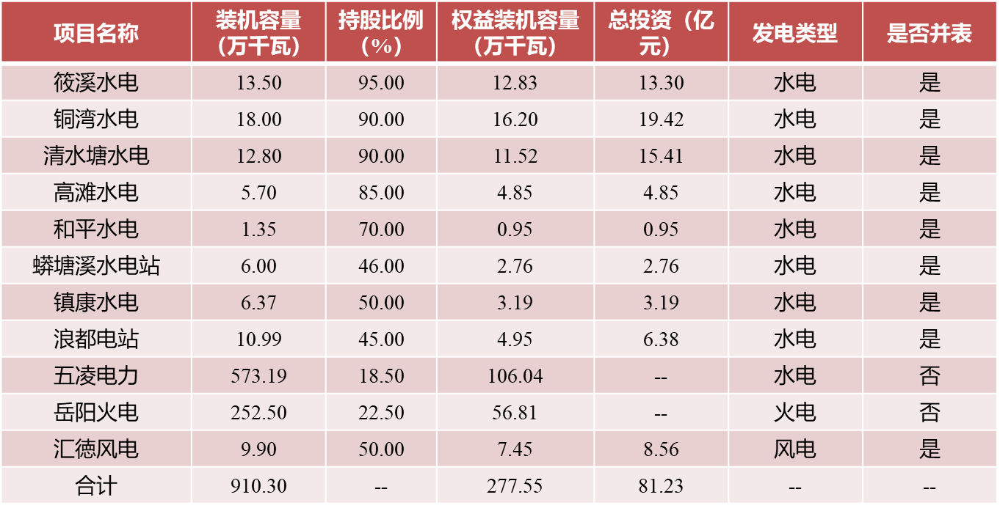 项目名称 装机容量（万千瓦） 持股比例（%） 权益装机容量（万千瓦） 总投资（亿元） 发电类型 是否并表
筱溪水电 13.50 95.00 12.83 13.30 水电 是
铜湾水电 18.00 90.00 16.20 19.42 水电 是
清水塘水电 12.80 90.00 11.52 15.41 水电 是
高滩水电 5.70 85.00 4.85 4.85 水电 是
和平水电 1.35 70.00 0.95 0.95 水电 是
蟒塘溪水电站 6.00 46.00 2.76 2.76 水电 是
镇康水电 6.37 50.00 3.19 3.19 水电 是
浪都电站 10.99 45.00 4.95 6.38 水电 是
五凌电力 573.19 18.50 106.04 -- 水电 否
岳阳火电 252.50 22.50 56.81 -- 火电 否
汇徳风电 9.90 50.00 7.45 8.56 风电 是
合计 910.30 -- 277.55 81.23 -- --